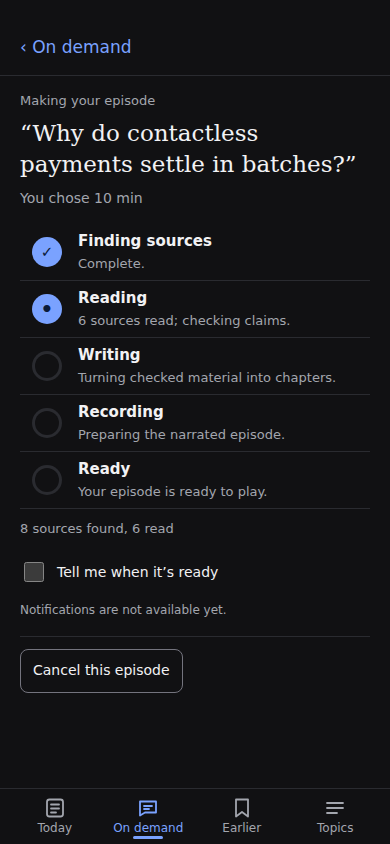 ‹ On demand
Making your episode
“Why do contactless
payments settle in batches?”
You chose 10 min
Finding sources
Complete.
Reading
6 sources read; checking claims.
Writing
Turning checked material into chapters.
Recording
Preparing the narrated episode.
Ready
Your episode is ready to play.
8 sources found, 6 read
Tell me when it’s ready
Notifications are not available yet.
Cancel this episode
Today On demand Earlier Topics